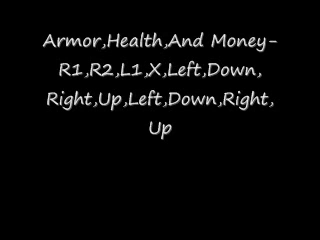 Armor,Health,And Money-
R1,R2,L1,X,Left,Down,
Right,Up,Left,Down,Right,
Up